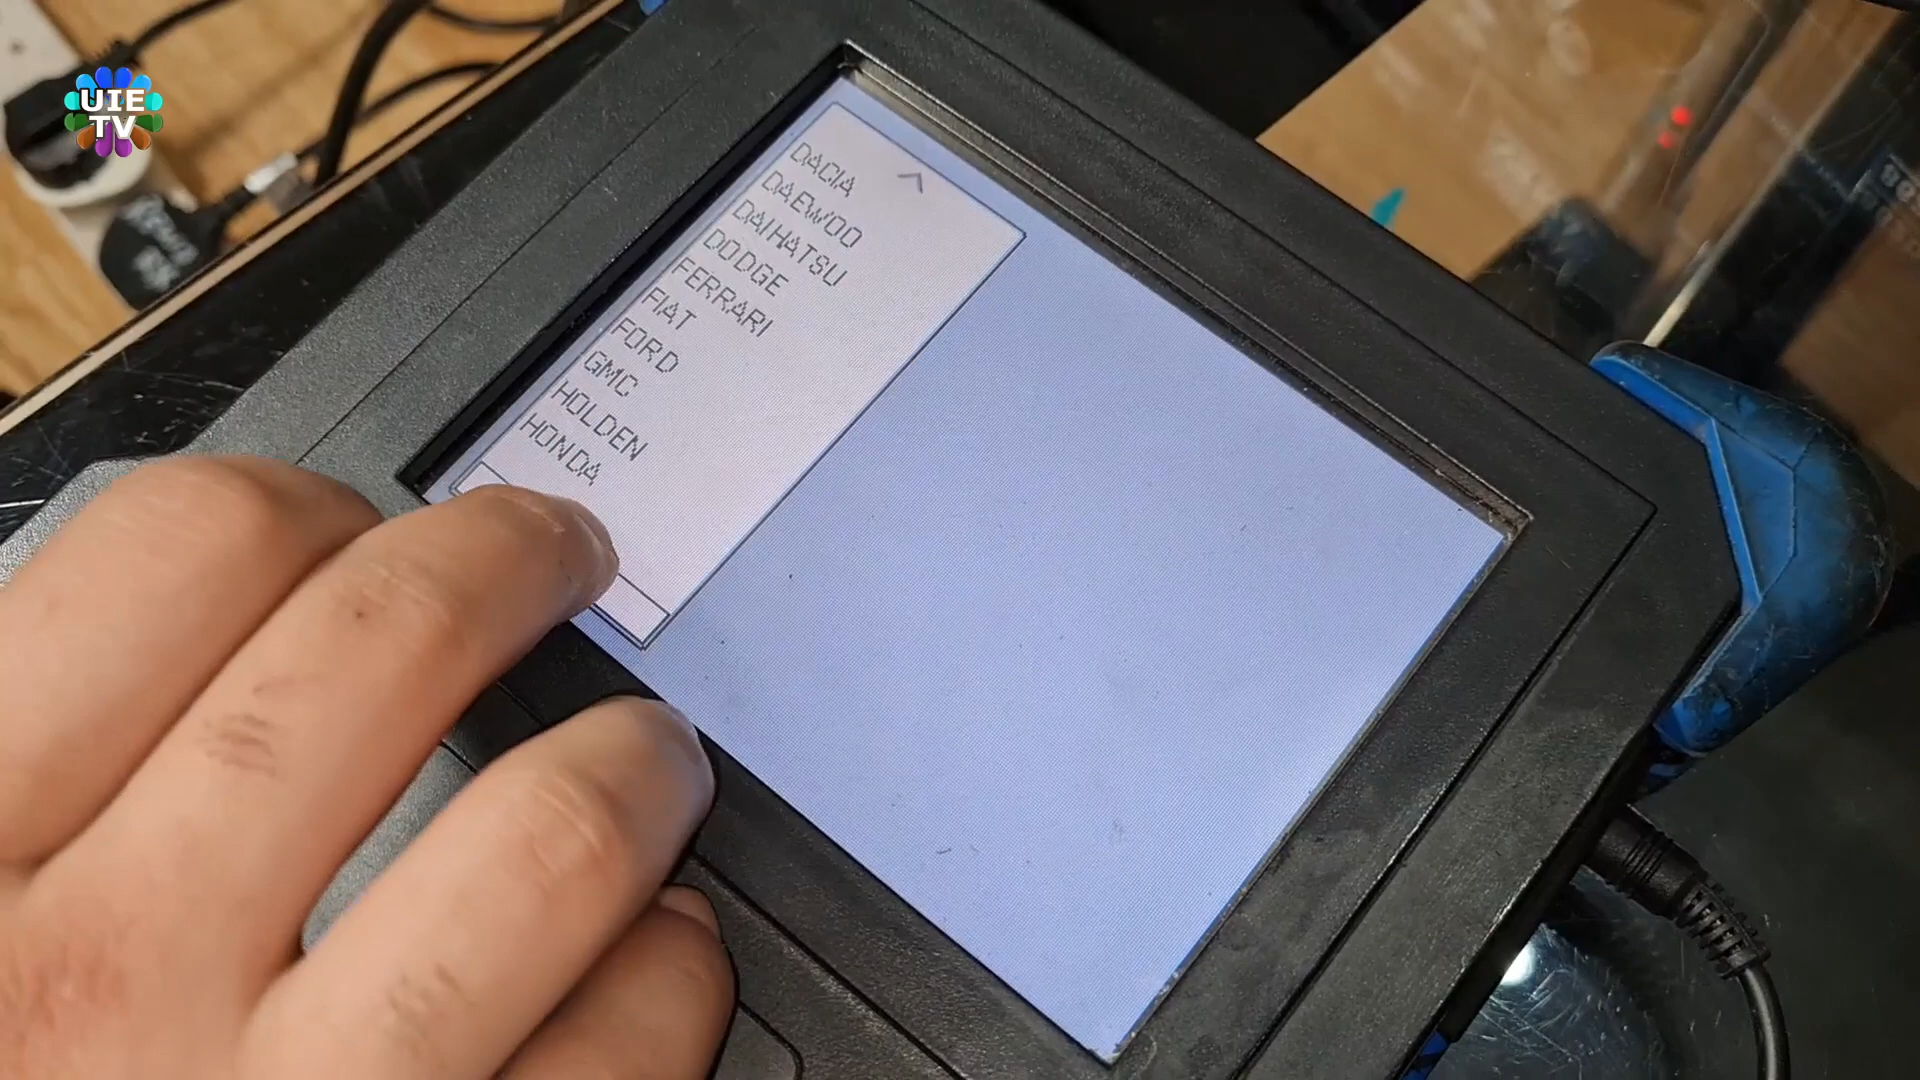 UIE
TV
DACIA
DAEWOO
DAIHATSU
DODGE
FERRARI
FIAT
FORD
GMC
HOLDEN
HONDA